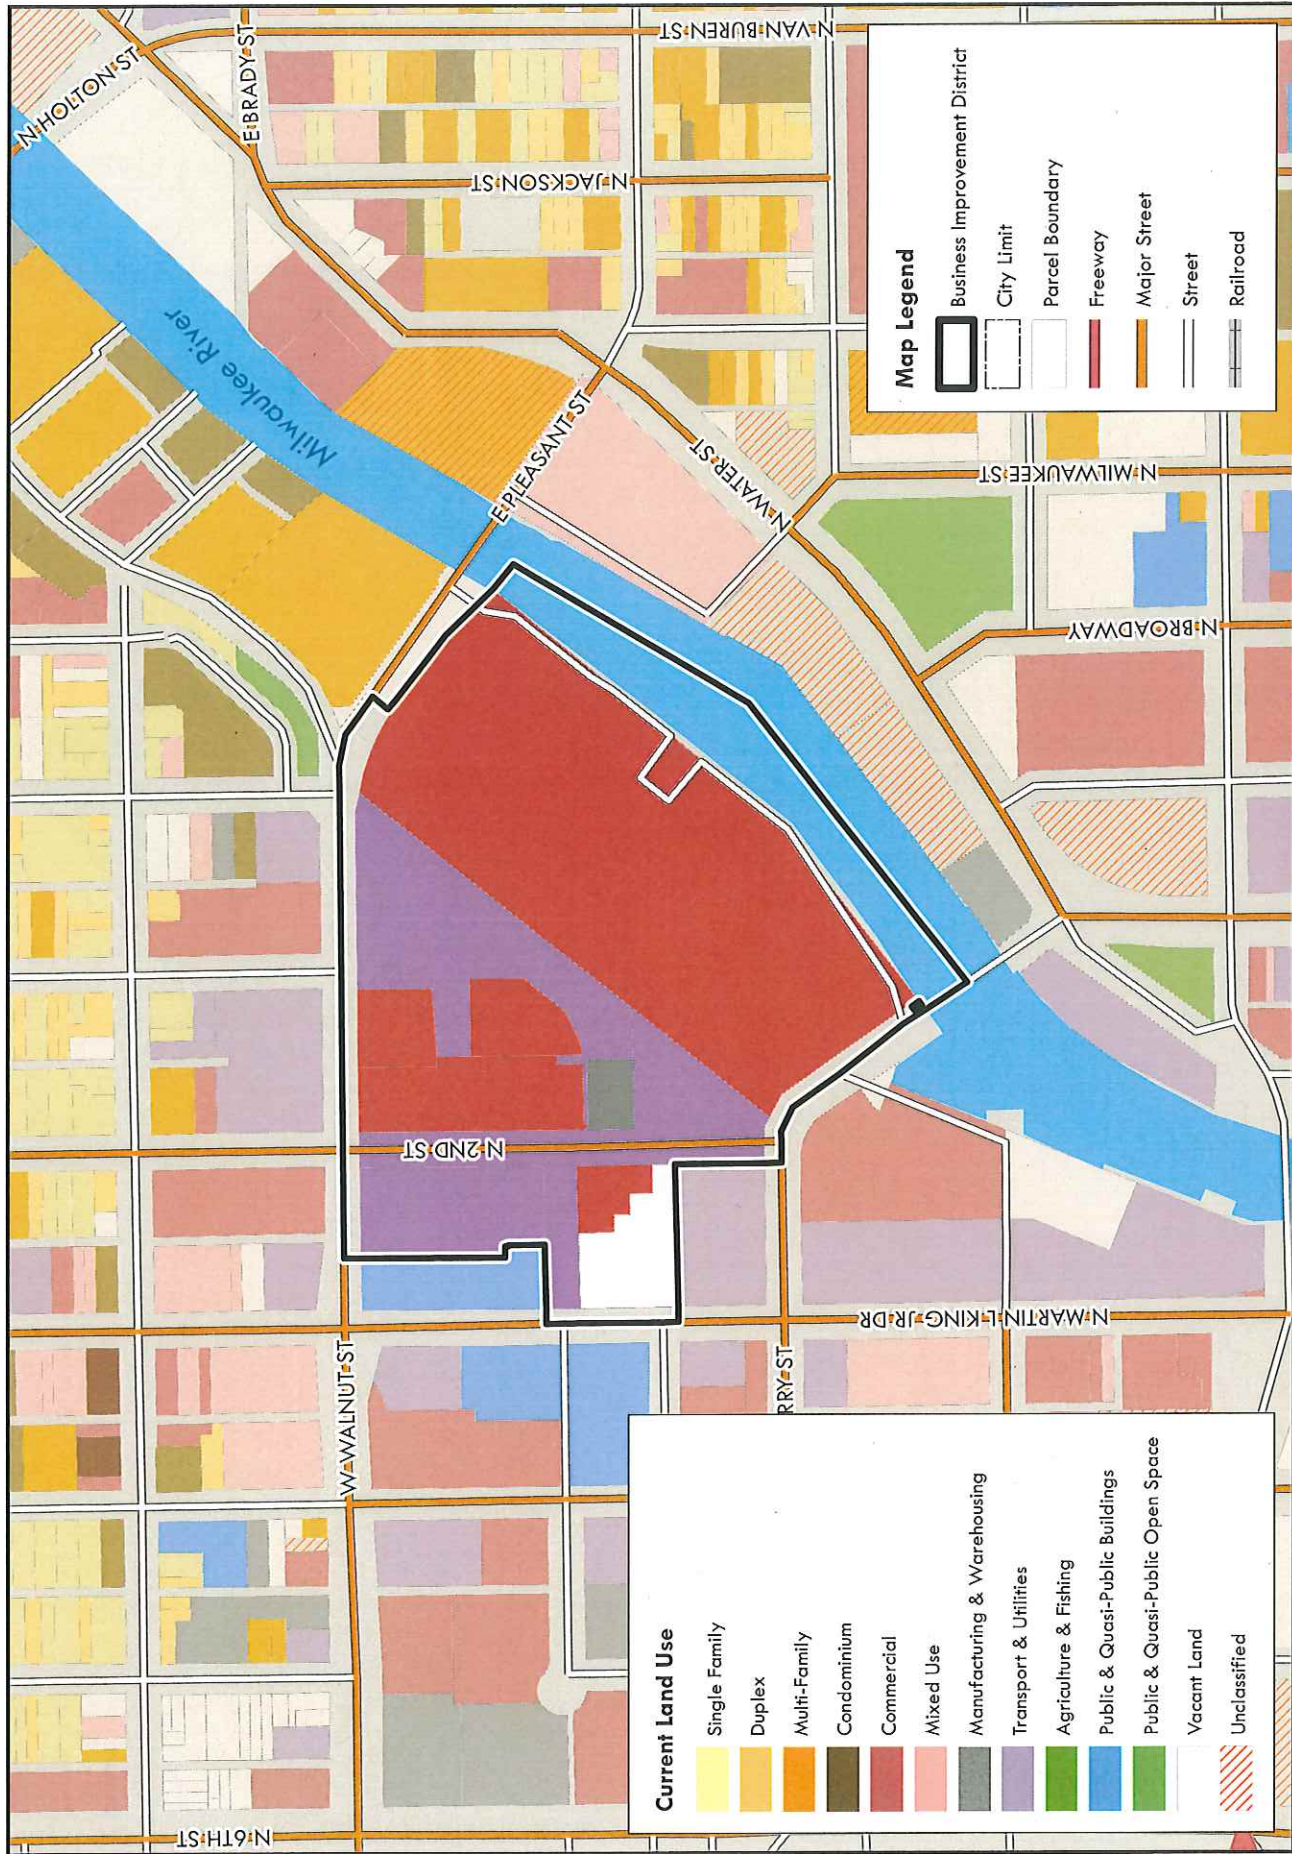 N HOLTON ST
E BRADY ST
N VAN BUREN ST
N JACKSON ST
Milwaukee River
E PLEASANT ST
N WATER ST
N MILWAUKEE ST
N BROADWAY
N 2ND ST
W WALNUT ST
N MARTIN L KING JR DR
RRY ST
N 6TH ST
Map Legend
Business Improvement District
City Limit
Parcel Boundary
Freeway
Major Street
Street
Railroad
Current Land Use
Single Family
Duplex
Multi-Family
Condominium
Commercial
Mixed Use
Manufacturing & Warehousing
Transport & Utilities
Agriculture & Fishing
Public & Quasi-Public Buildings
Public & Quasi-Public Open Space
Vacant Land
Unclassified